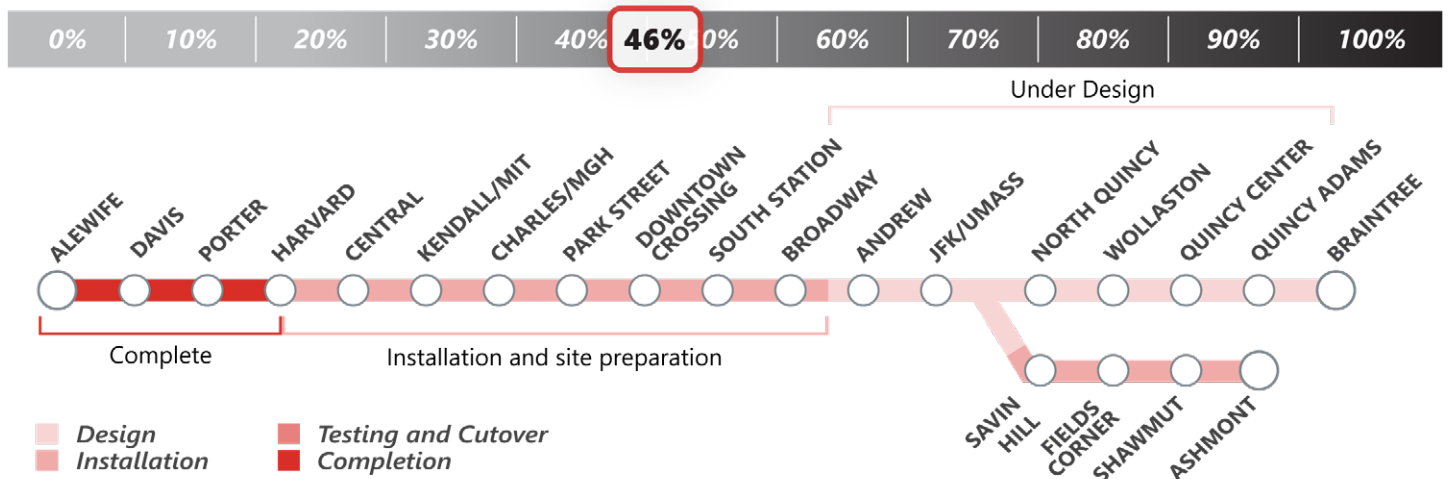 0% 10% 20% 30% 40% 46% 0% 60% 70% 80% 90% 100%
Under Design
ALEWIFE
DAVIS
PORTER
HARVARD
CENTRAL
KENDALL/MIT
CHARLES/MGH
PARK STREET
DOWNTOWN
CROSSING
SOUTH STATION
BROADWAY
ANDREW
JFK/UMASS
NORTH QUINCY
WOLLASTON
QUINCY CENTER
QUINCY ADAMS
BRAINTREE
Complete
Installation and site preparation
SAVIN
HILL
FIELDS
CORNER
SHAWMUT
ASHMONT
Design
Installation
Testing and Cutover
Completion